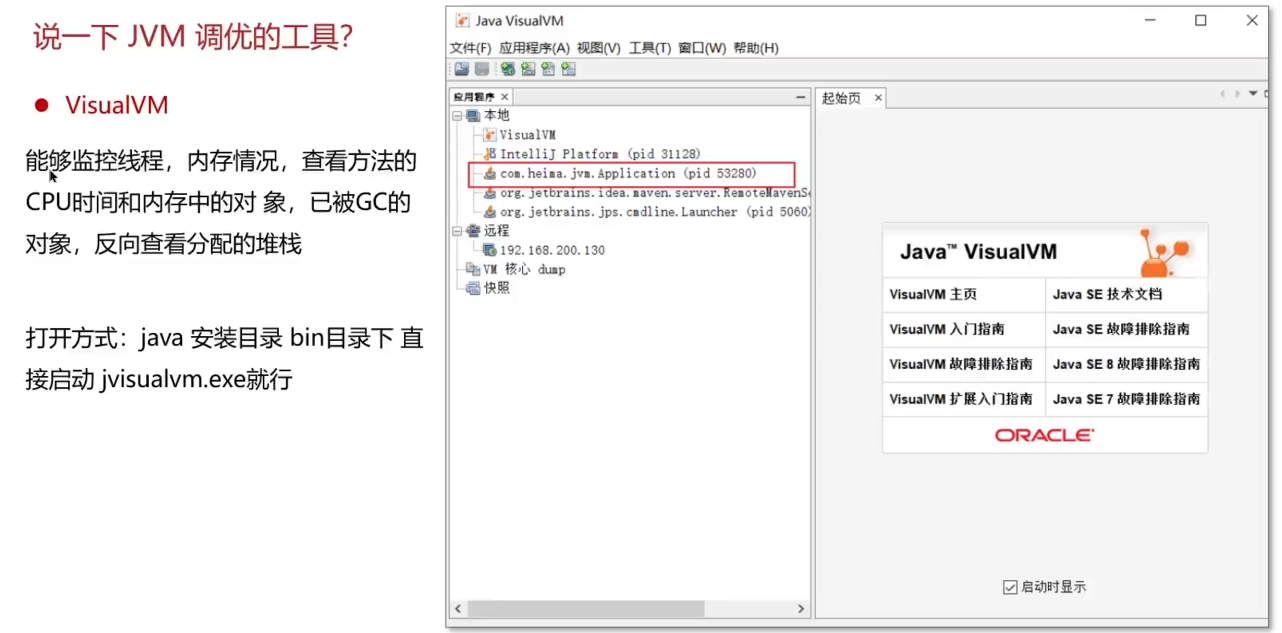 说一下 JVM 调优的工具?
● VisualVM
能够监控线程，内存情况，查看方法的
CPU时间和内存中的对 象，已被GC的
对象，反向查看分配的堆栈
打开方式：java 安装目录 bin目录下 直
接启动 jvisualvm.exe就行
Java VisualVM
文件(F) 应用程序(A) 视图(V) 工具(T) 窗口(W) 帮助(H)
应用程序
本地
VisualVM
IntelliJ Platform (pid 31128)
com.heima.jvm.Application (pid 53280)
org.jetbrains.idea.maven.server.RemoteMavenSe
org.jetbrains.jps.cmdline.Launcher (pid 5060)
远程
192.168.200.130
VM 核心 dump
快照
起始页
Java™ VisualVM
VisualVM 主页
Java SE 技术文档
VisualVM 入门指南
Java SE 故障排除指南
VisualVM 故障排除指南
Java SE 8 故障排除指南
VisualVM 扩展入门指南
Java SE 7 故障排除指南
ORACLE
启动时显示